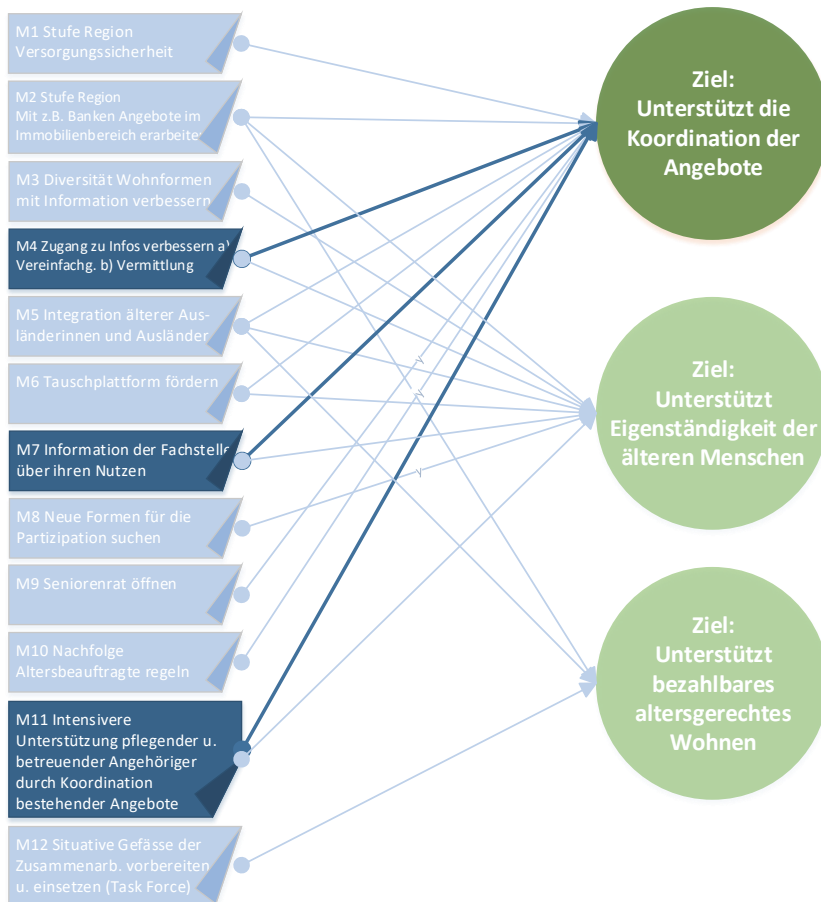 M1 Stufe Region
Versorgungssicherheit
M2 Stufe Region
Mit z.B. Banken Angebote im
Immobilienbereich erarbeiten
M3 Diversität Wohnformen
mit Information verbessern
M4 Zugang zu Infos verbessern a)
Vereinfachg. b) Vermittlung
M5 Integration älterer Aus-
länderinnen und Ausländer
M6 Tauschplattform fördern
M7 Information der Fachstelle
über ihren Nutzen
M8 Neue Formen für die
Partizipation suchen
M9 Seniorenrat öffnen
M10 Nachfolge
Altersbeauftragte regeln
M11 Intensivere
Unterstützung pflegender u.
betreuender Angehöriger
durch Koordination
bestehender Angebote
M12 Situative Gefässe der
Zusammenarb. vorbereiten
u. einsetzen (Task Force)
Ziel:
Unterstützt die
Koordination der
Angebote
Ziel:
Unterstützt
Eigenständigkeit der
älteren Menschen
Ziel:
Unterstützt
bezahlbares
altersgerechtes
Wohnen